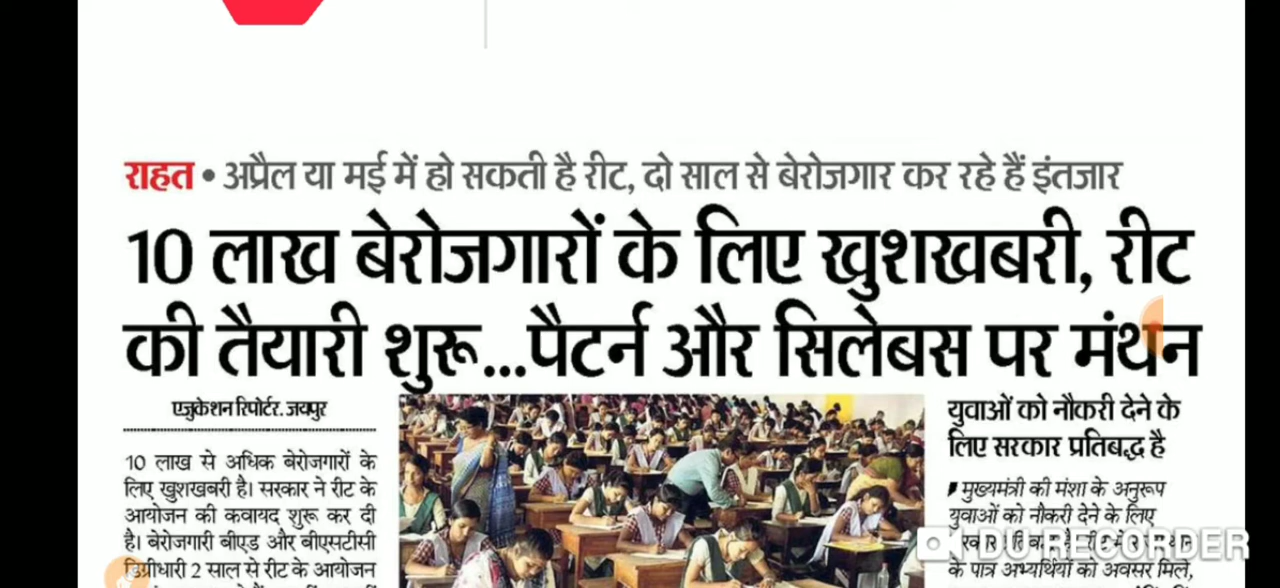 राहत • अप्रैल या मई में हो सकती है रीट, दो साल से बेरोजगार कर रहे हैं इंतजार
10 लाख बेरोजगारों के लिए खुशखबरी, रीट
की तैयारी शुरू...पैटर्न और सिलेबस पर मंथन
एजुकेशन रिपोर्टर. जयपुर
10 लाख से अधिक बेरोजगारों के
लिए खुशखबरी है। सरकार ने रीट के
आयोजन की कवायद शुरू कर दी
है। बेरोजगारी बीएड और बीएसटीसी
डिग्रीधारी 2 साल से रीट के आयोजन
युवाओं को नौकरी देने के
लिए सरकार प्रतिबद्ध है
मुख्यमंत्री की मंशा के अनुरूप
युवाओं को नौकरी देने के लिए
के पात्र अभ्यर्थियों को अवसर मिले,
DU RECORDER